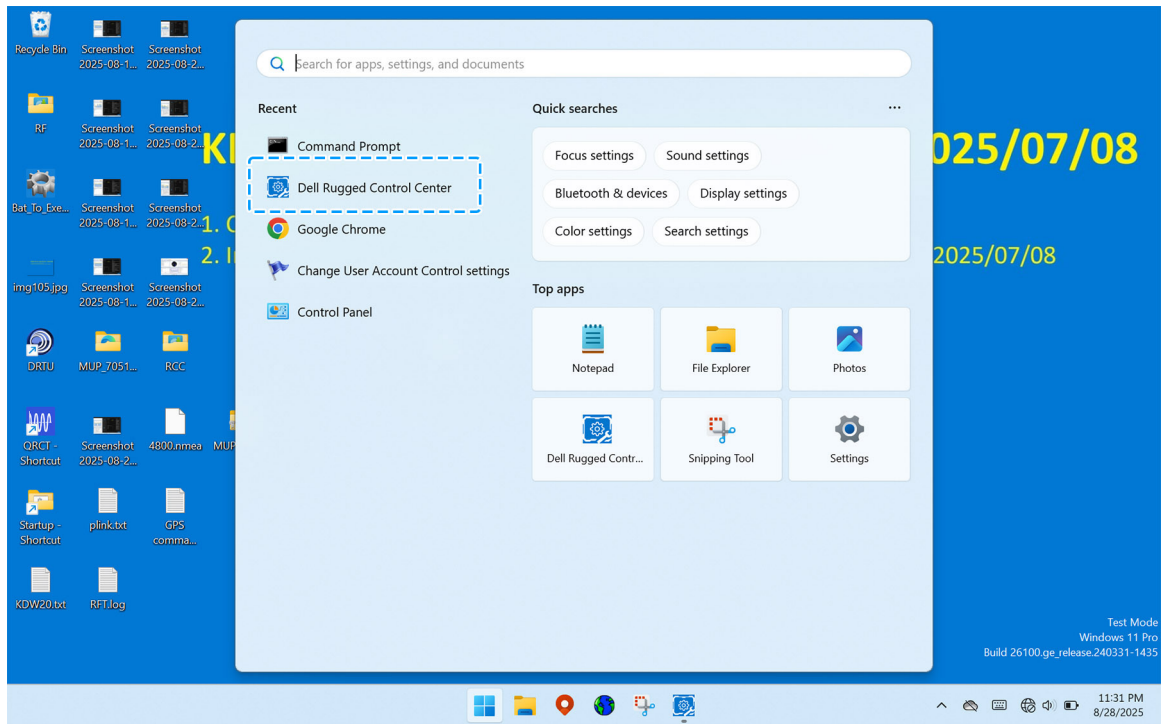 Recycle Bin
Screenshot
2025-08-1...
Screenshot
2025-08-2...
RF
Screenshot
2025-08-1...
Screenshot
2025-08-2...
Bat_To_Exe...
Screenshot
2025-08-1...
Screenshot
2025-08-2...
img105.jpg
Screenshot
2025-08-1...
Screenshot
2025-08-2...
DRTU
MUP_7051...
RCC
QRCT -
Shortcut
Screenshot
2025-08-2...
4800.nmea
MUP
Startup -
Shortcut
plink.txt
GPS
comma...
KDW20.txt
RFT.log
1.
2.
Search for apps, settings, and documents
Recent
Command Prompt
Dell Rugged Control Center
Google Chrome
Change User Account Control settings
Control Panel
Quick searches
...
Focus settings
Sound settings
Bluetooth & devices
Display settings
Color settings
Search settings
Top apps
Notepad
File Explorer
Photos
Dell Rugged Contr...
Snipping Tool
Settings
025/07/08
2025/07/08
Test Mode
Windows 11 Pro
Build 26100.ge_release.240331-1435
11:31 PM
8/28/2025